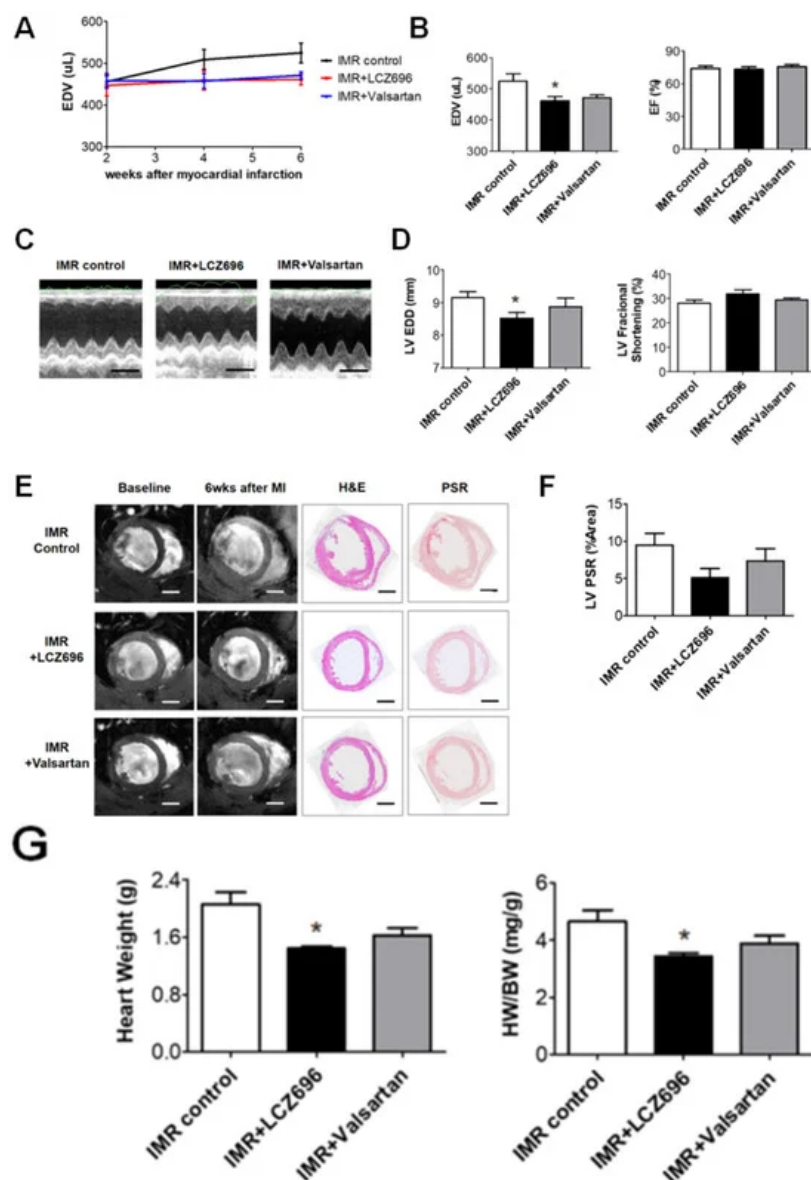 A
EDV (uL)
600
500
400
300
2
3
4
5
6
weeks after myocardial infarction
IMR control
IMR+LCZ696
IMR+Valsartan
B
EDV (uL)
600
500
400
300
*
IMR control
IMR+LCZ696
IMR+Valsartan
EF (%)
90
60
30
0
IMR control
IMR+LCZ696
IMR+Valsartan
C
IMR control
IMR+LCZ696
IMR+Valsartan
D
LV EDD (mm)
10
9
8
7
*
IMR control
IMR+LCZ696
IMR+Valsartan
LV Fracional
Shortening (%)
40
30
20
10
0
IMR control
IMR+LCZ696
IMR+Valsartan
E
Baseline
6wks after MI
H&E
PSR
IMR
Control
IMR
+LCZ696
IMR
+Valsartan
F
LV PSR (%Area)
15
10
5
0
IMR control
IMR+LCZ696
IMR+Valsartan
G
Heart Weight (g)
2.4
1.6
0.8
0.0
*
IMR control
IMR+LCZ696
IMR+Valsartan
HW/BW (mg/g)
6
4
2
0
*
IMR control
IMR+LCZ696
IMR+Valsartan